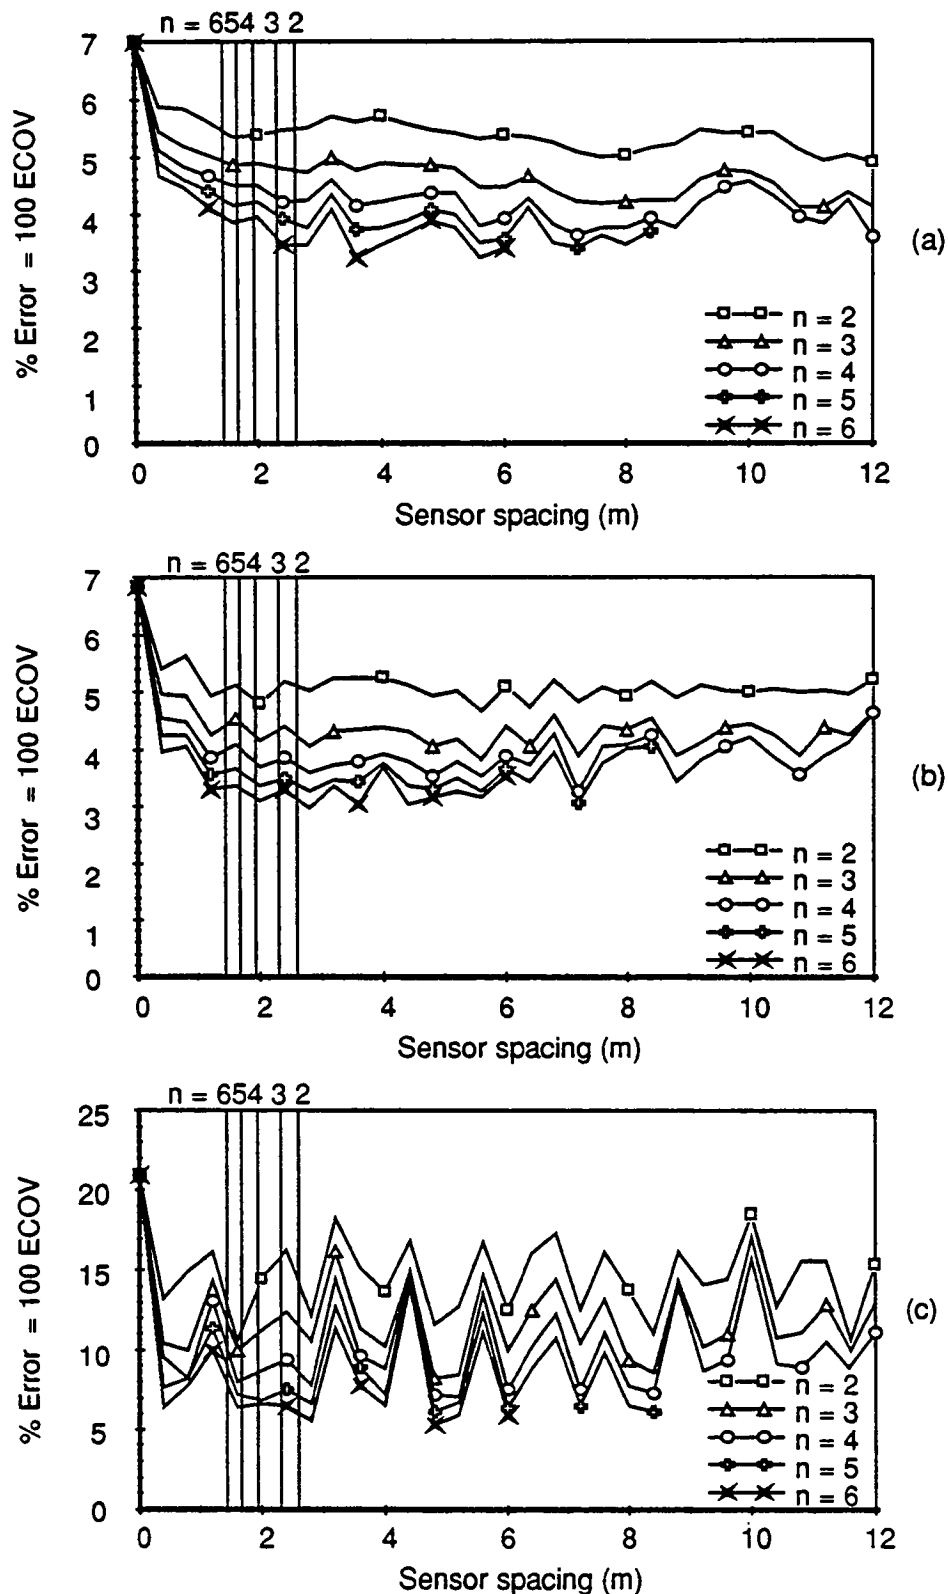 n = 654 3 2
7
6
5
4
3
2
1
0
% Error = 100 ECOV
n = 2
n = 3
n = 4
n = 5
n = 6
(a)
0 2 4 6 8 10 12
Sensor spacing (m)
n = 654 3 2
7
6
5
4
3
2
1
0
% Error = 100 ECOV
n = 2
n = 3
n = 4
n = 5
n = 6
(b)
0 2 4 6 8 10 12
Sensor spacing (m)
n = 654 3 2
25
20
15
10
5
0
% Error = 100 ECOV
(c)
n = 2
n = 3
n = 4
n = 5
n = 6
0 2 4 6 8 10 12
Sensor spacing (m)